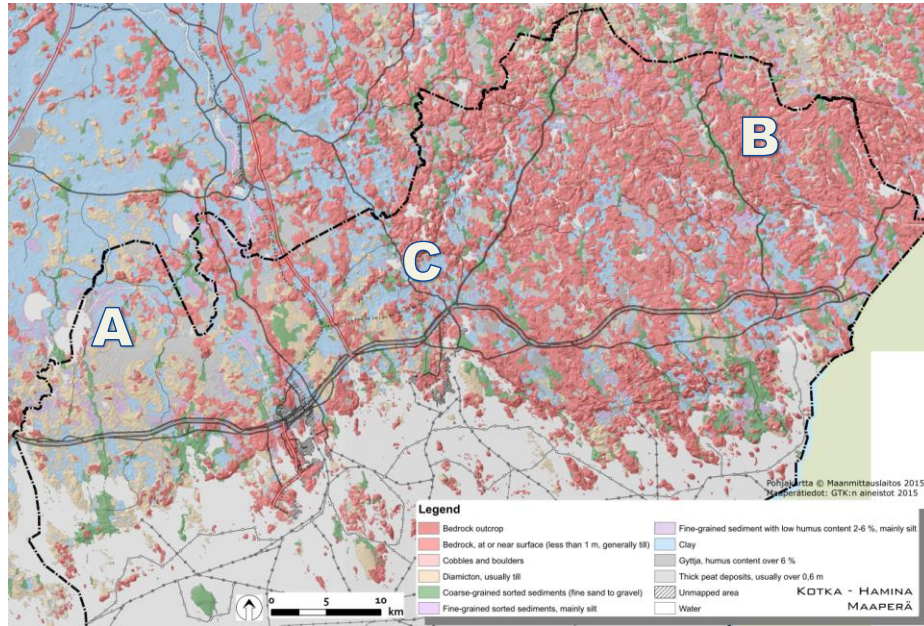 B
C
A
Pohjakartta © Maanmittauslaitos 2015
Maaperätiedot: GTK:n aineistot 2015
Legend
Bedrock outcrop
Bedrock, at or near surface (less than 1 m, generally till)
Cobbles and boulders
Diamicton, usually till
Coarse-grained sorted sediments (fine sand to gravel)
Fine-grained sorted sediments, mainly silt
Fine-grained sediment with low humus content 2-6 %, mainly silt
Clay
Gyttja, humus content over 6 %
Thick peat deposits, usually over 0,6 m
Unmapped area
Water
KOTKA - HAMINA
MAAPERÄ
0 5 10
km